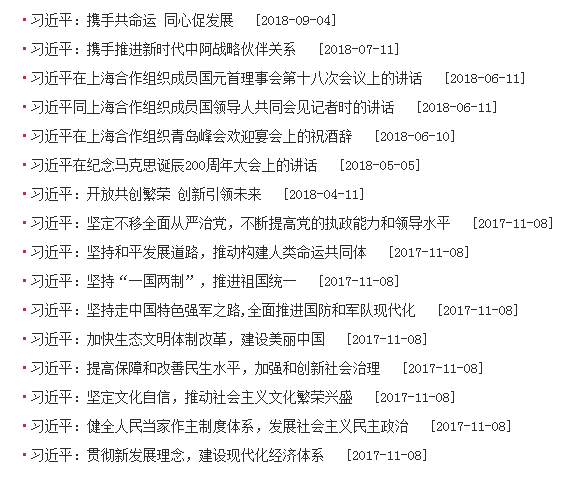 习近平：携手共命运 同心促发展 [2018-09-04]
习近平：携手推进新时代中阿战略伙伴关系 [2018-07-11]
习近平在上海合作组织成员国元首理事会第十八次会议上的讲话 [2018-06-11]
习近平同上海合作组织成员国领导人共同会见记者时的讲话 [2018-06-11]
习近平在上海合作组织青岛峰会欢迎宴会上的祝酒辞 [2018-06-10]
习近平在纪念马克思诞辰200周年大会上的讲话 [2018-05-05]
习近平：开放共创繁荣 创新引领未来 [2018-04-11]
习近平：坚定不移全面从严治党，不断提高党的执政能力和领导水平 [2017-11-08]
习近平：坚持和平发展道路，推动构建人类命运共同体 [2017-11-08]
习近平：坚持“一国两制”，推进祖国统一 [2017-11-08]
习近平：坚持走中国特色强军之路,全面推进国防和军队现代化 [2017-11-08]
习近平：加快生态文明体制改革，建设美丽中国 [2017-11-08]
习近平：提高保障和改善民生水平，加强和创新社会治理 [2017-11-08]
习近平：坚定文化自信，推动社会主义文化繁荣兴盛 [2017-11-08]
习近平：健全人民当家作主制度体系，发展社会主义民主政治 [2017-11-08]
习近平：贯彻新发展理念，建设现代化经济体系 [2017-11-08]